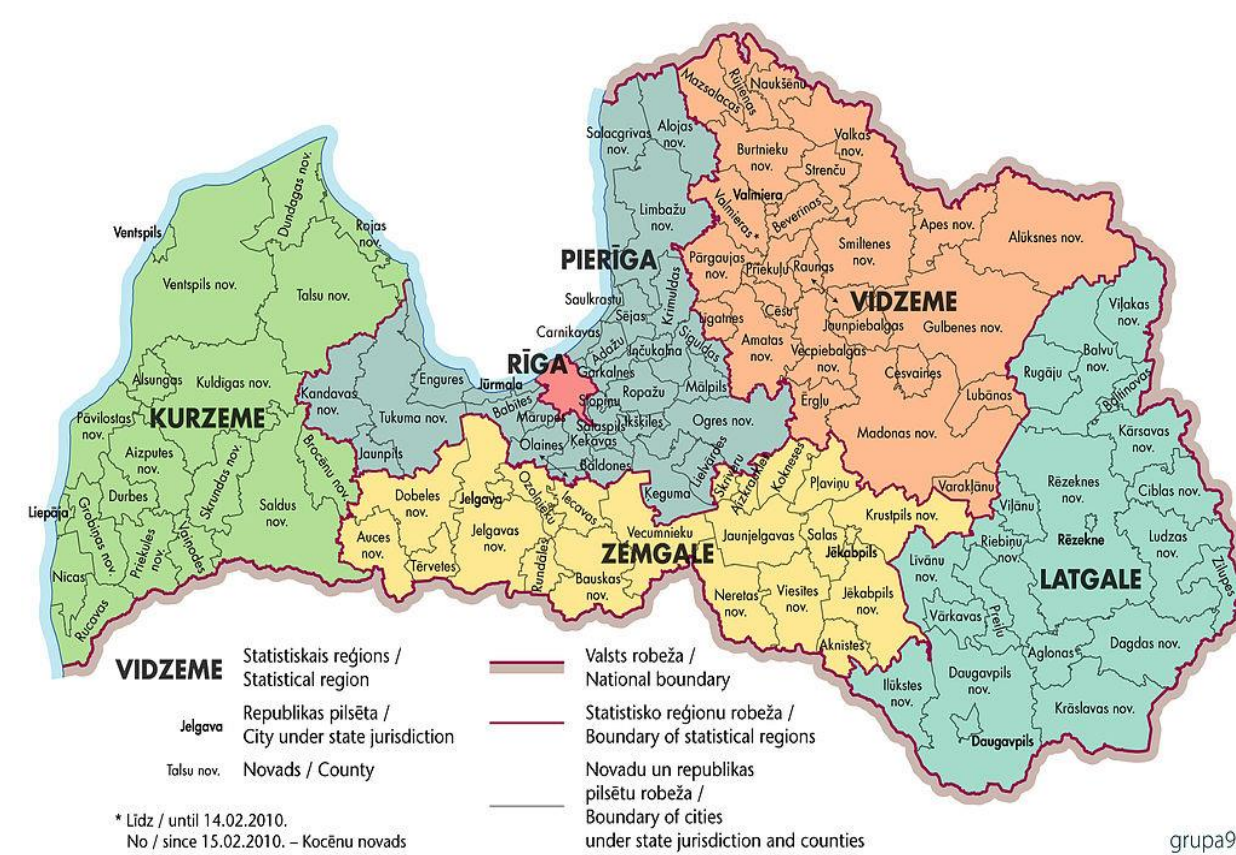 Mazsalacas
Rūjienas
Naukšēnu
Salacgrīvas
nov.
Alojas
nov.
Burtnieku
nov.
Valkas
nov.
Strenču
Dundagas nov.
Rojas
nov.
Ventspils
Valmiera
Valmieras *
Beverīnas
Limbažu
nov.
Apes nov.
Alūksnes nov.
Smiltenes
nov.
PIERĪGA
Pārgaujas
nov.
Priekuļu
Raunas
Ventspils nov.
Talsu nov.
Krimuldas
VIDZEME
Saulkrastu
Sējas
Līgatnes
Cēsu
Jaunpiebalgas
Gulbenes nov.
Viļakas
nov.
Carnikavas
Ādažu
Inčukalna
Siguldas
Amatas
nov.
Vecpiebalgas
nov.
Balvu
nov.
RĪGA
Garkalnes
Cesvaines
Rugāju
Alsungas
Kuldīgas nov.
Kandavas
nov.
Engures
Jūrmala
Ropažu
Mālpils
Ērgļu
Lubānas
Baltinavas
Babītes
Stopiņu
KURZEME
Pāvilostas
nov.
Tukuma nov.
Mārupes
Salaspils
Ikšķiles
Ogres nov.
Madonas nov.
Kārsavas
nov.
Olaines
Ķekavas
Aizputes
nov.
Jaunpils
Brocēnu nov.
Baldones
Lielvārdes
Skrīveru
Aizkraukles
Kokneses
Pļaviņu
Varakļānu
Rēzeknes
nov.
Ciblas nov.
Skrundas nov.
Durbes
Grobiņas nov.
Saldus
nov.
Dobeles
nov.
Jelgava
Ozolnieku
Iecavas
Ķeguma
Krustpils nov.
Viļānu
Liepāja
Priekules
nov.
Vaiņodes
Auces
nov.
Jelgavas
nov.
Vecumnieku
Jaunjelgavas
Salas
Jēkabpils
Riebiņu
nov.
Rēzekne
Ludzas
nov.
ZEMGALE
Tērvetes
Rundāles
Bauskas
nov.
Līvānu
nov.
LATGALE
Zilupes
Nīcas
Rucavas
Neretas
nov.
Viesītes
nov.
Jēkabpils
nov.
Vārkavas
Preiļu
Aknīstes
Aglonas
Dagdas nov.
Ilūkstes
nov.
Daugavpils
nov.
Krāslavas nov.
Daugavpils
VIDZEME
Statistiskais reģions /
Statistical region
Jelgava
Republikas pilsēta /
City under state jurisdiction
Talsu nov.
Novads / County
* Līdz / until 14.02.2010.
No / since 15.02.2010. – Kocēnu novads
Valsts robeža /
National boundary
Statistisko reģionu robeža /
Boundary of statistical regions
Novadu un republikas
pilsētu robeža /
Boundary of cities
under state jurisdiction and counties
grupa9